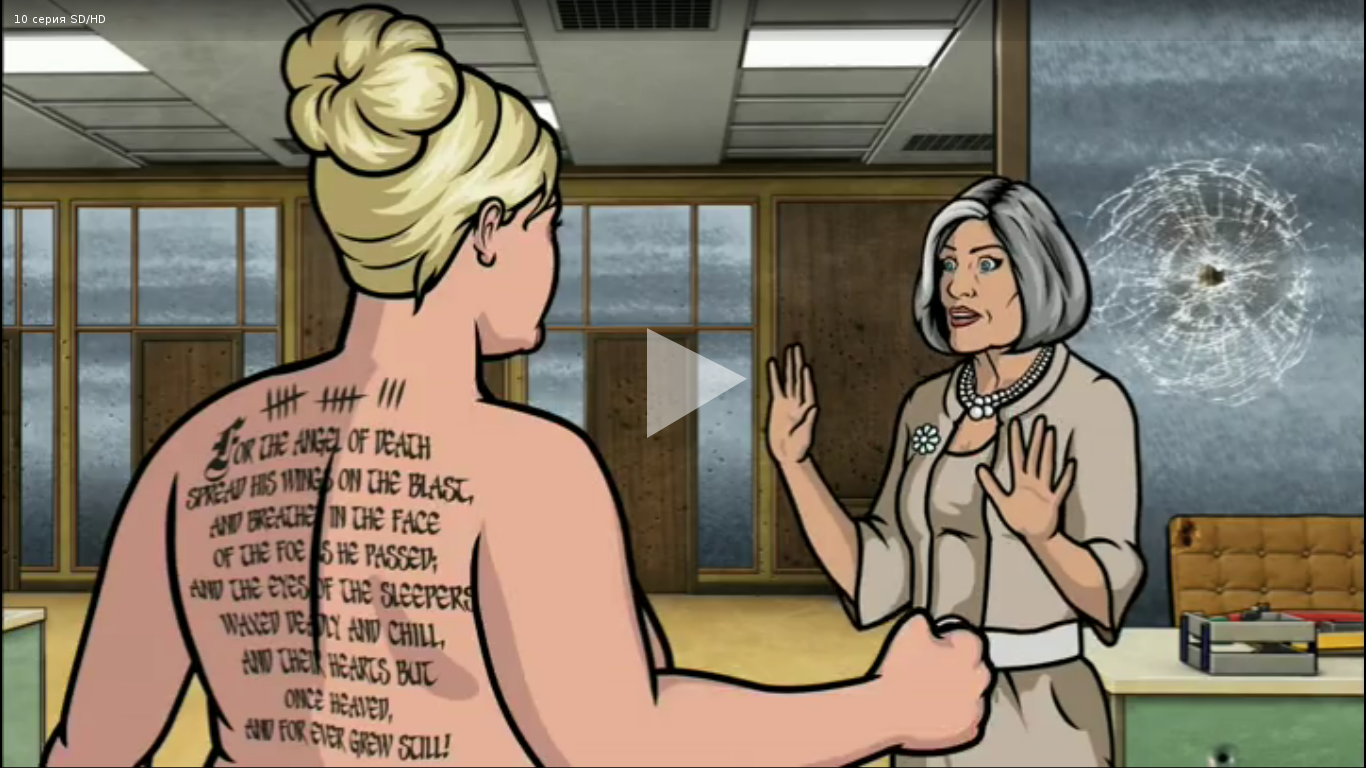 10 серия SD/HD
For the angel of death
spread his wings on the blast,
and breathed in the face
of the foe as he passed;
and the eyes of the sleepers
waxed deadly and chill,
and their hearts but
once heaved,
and for ever grew still!